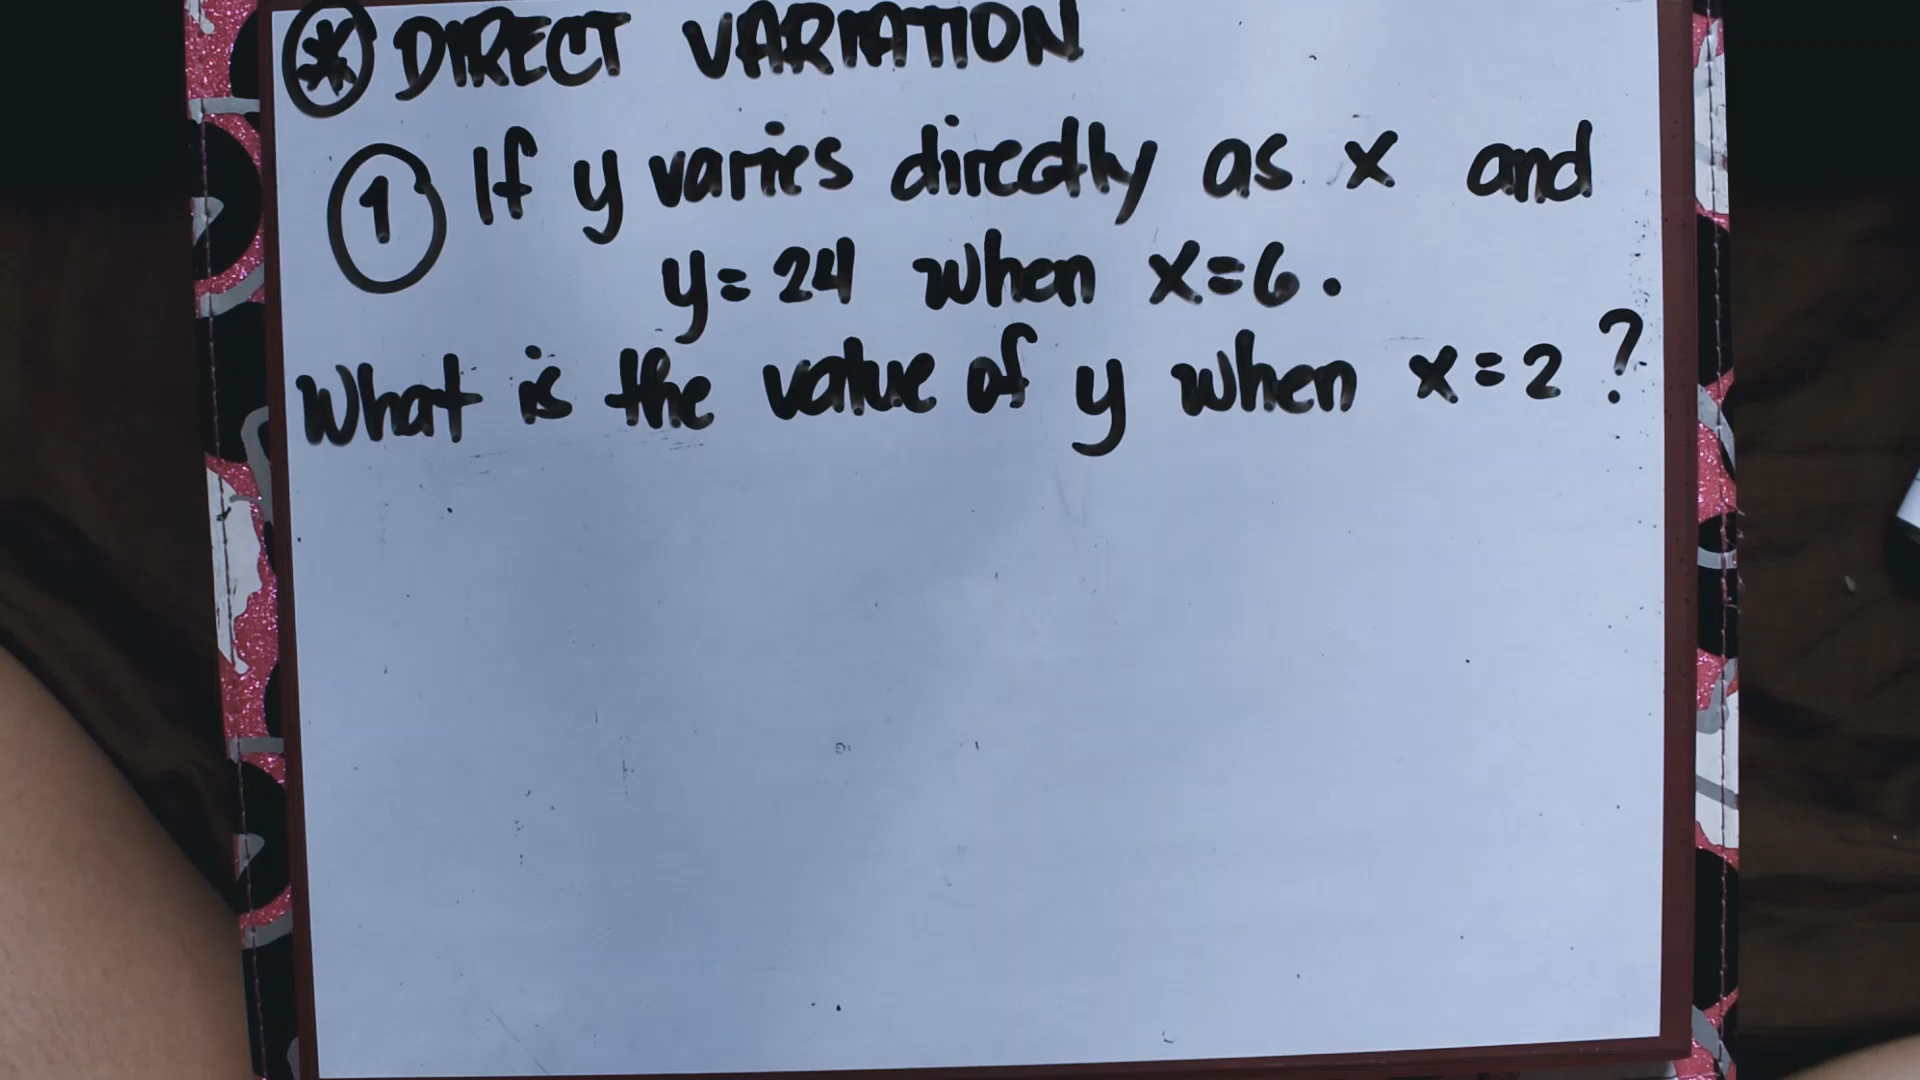 * DIRECT VARIATION
1 If y varies directly as x and
y = 24 when x = 6.
What is the value of y when x = 2 ?